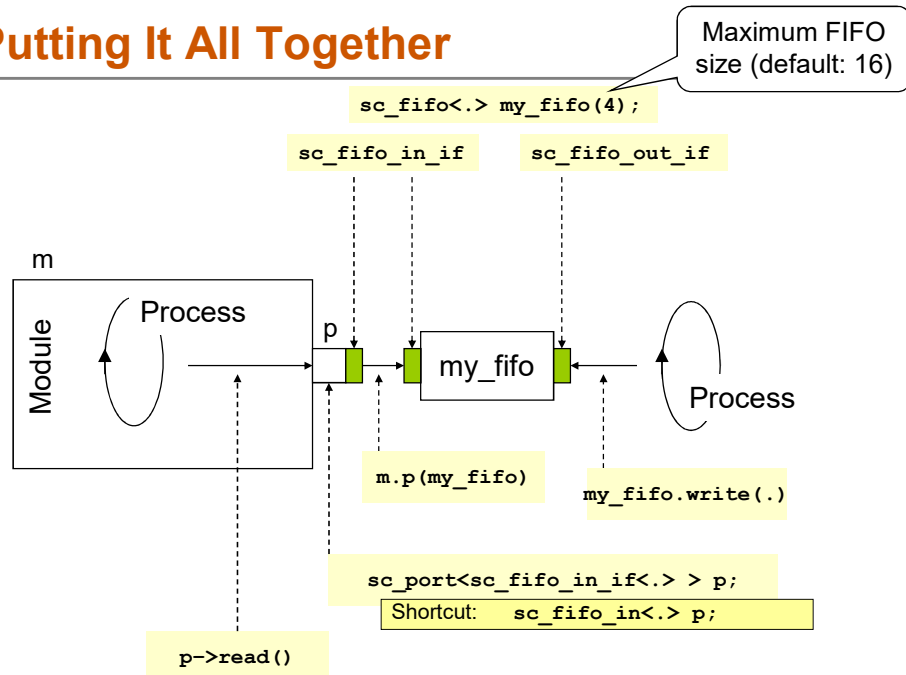 Putting It All Together
Maximum FIFO
size (default: 16)
sc_fifo<.> my_fifo(4);
sc_fifo_in_if
sc_fifo_out_if
m
Module
Process
p
my_fifo
Process
m.p(my_fifo)
my_fifo.write(.)
sc_port<sc_fifo_in_if<.> > p;
Shortcut: sc_fifo_in<.> p;
p->read()